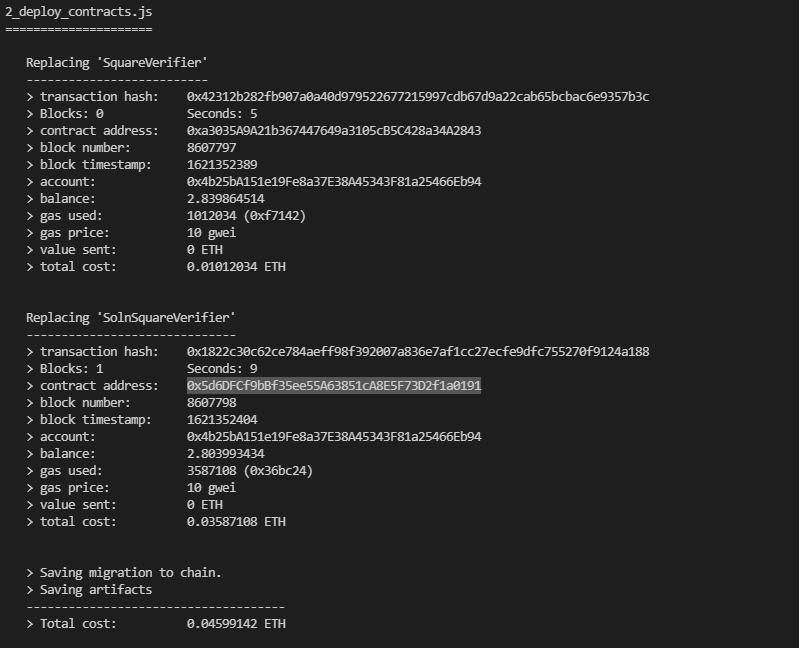 2_deploy_contracts.js
=====================
Replacing 'SquareVerifier'
--------------------------
> transaction hash: 0x42312b282fb907a0a40d979522677215997cdb67d9a22cab65bcbac6e9357b3c
> Blocks: 0 Seconds: 5
> contract address: 0xa3035A9A21b367447649a3105cB5C428a34A2843
> block number: 8607797
> block timestamp: 1621352389
> account: 0x4b25bA151e19Fe8a37E38A45343F81a25466Eb94
> balance: 2.839864514
> gas used: 1012034 (0xf7142)
> gas price: 10 gwei
> value sent: 0 ETH
> total cost: 0.01012034 ETH
Replacing 'SolnSquareVerifier'
------------------------------
> transaction hash: 0x1822c30c62ce784aeff98f392007a836e7af1cc27ecfe9dfc755270f9124a188
> Blocks: 1 Seconds: 9
> contract address: 0x5d6DFCf9bBf35ee55A63851cA8E5F73D2f1a0191
> block number: 8607798
> block timestamp: 1621352404
> account: 0x4b25bA151e19Fe8a37E38A45343F81a25466Eb94
> balance: 2.803993434
> gas used: 3587108 (0x36bc24)
> gas price: 10 gwei
> value sent: 0 ETH
> total cost: 0.03587108 ETH
> Saving migration to chain.
> Saving artifacts
-------------------------------------
> Total cost: 0.04599142 ETH